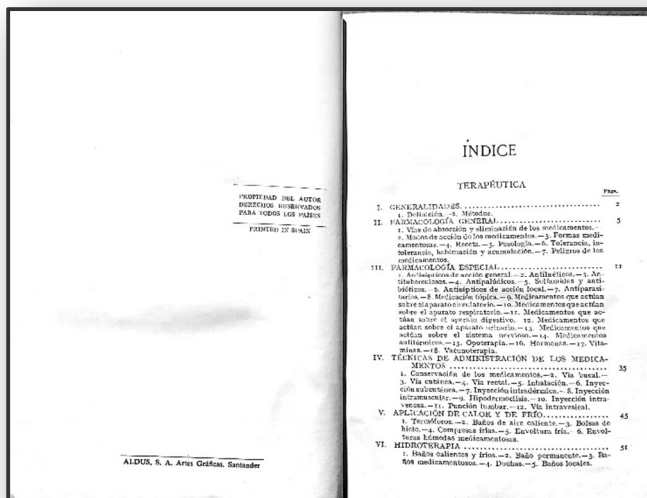 PROPIEDAD DEL AUTOR
DERECHOS RESERVADOS
PARA TODOS LOS PAÍSES
PRINTED IN SPAIN
ALDUS, S. A. Artes Gráficas. Santander
ÍNDICE
TERAPÉUTICA
Págs.
I. GENERALIDADES. 2
1. Definición.—2. Métodos.
II. FARMACOLOGÍA GENERAL 5
1. Vías de absorción y eliminación de los medicamentos.—
2. Modos de acción de los medicamentos.—3. Formas medi-
camentosas.—4. Receta.—5. Posología.—6. Tolerancia, in-
tolerancia, habituación y acumulación.—7. Peligros de los
medicamentos.
III. FARMACOLOGÍA ESPECIAL 11
1. Antisépticos de acción general.—2. Antiluéticos.—3. An-
tituberculosos.—4. Antipalúdicos.—5. Sulfamidas y anti-
bióticos.—6. Antisépticos de acción local.—7. Antiparasi-
tarios.—8. Medicación tópica.—9. Medicamentos que actúan
sobre el aparato circulatorio.—10. Medicamentos que actúan
sobre el aparato respiratorio.—11. Medicamentos que ac-
túan sobre el aparato digestivo. 12. Medicamentos que
actúan sobre el aparato urinario.—13. Medicamentos que
actúan sobre el sistema nervioso.—14. Medicamentos
antitérmicos.—15. Opoterapia.—16. Hormonas.—17. Vita-
minas.—18. Vacunoterapia.
IV. TÉCNICAS DE ADMINISTRACIÓN DE LOS MEDICA-
MENTOS 35
1. Conservación de los medicamentos.—2. Vía bucal.—
3. Vía cutánea.—4. Vía rectal.—5. Inhalación.—6. Inyec-
ción subcutánea.—7. Inyección intradérmica.—8. Inyección
intramuscular.—9. Hipodermoclisis.—10. Inyección intra-
venosa.—11. Punción lumbar.—12. Vía intravesical.
V. APLICACIÓN DE CALOR Y DE FRÍO 45
1. Termóforos.—2. Baños de aire caliente.—3. Bolsas de
hielo.—4. Compresas frías.—5. Envoltura fría.—6. Envol-
turas húmedas medicamentosas.
VI. HIDROTERAPIA 51
1. Baños calientes y fríos.—2. Baño permanente.—3. Ba-
ños medicamentosos.—4. Duchas.—5. Baños locales.